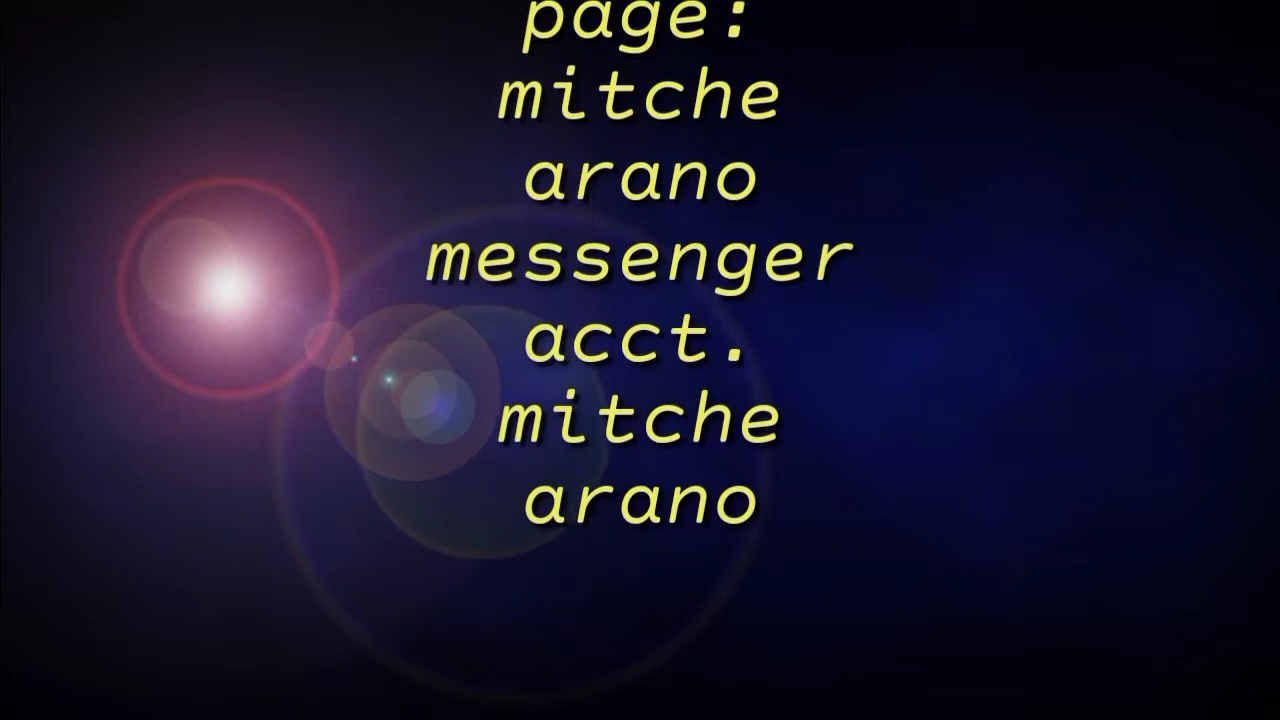 page:
mitche
arano
messenger
acct.
mitche
arano